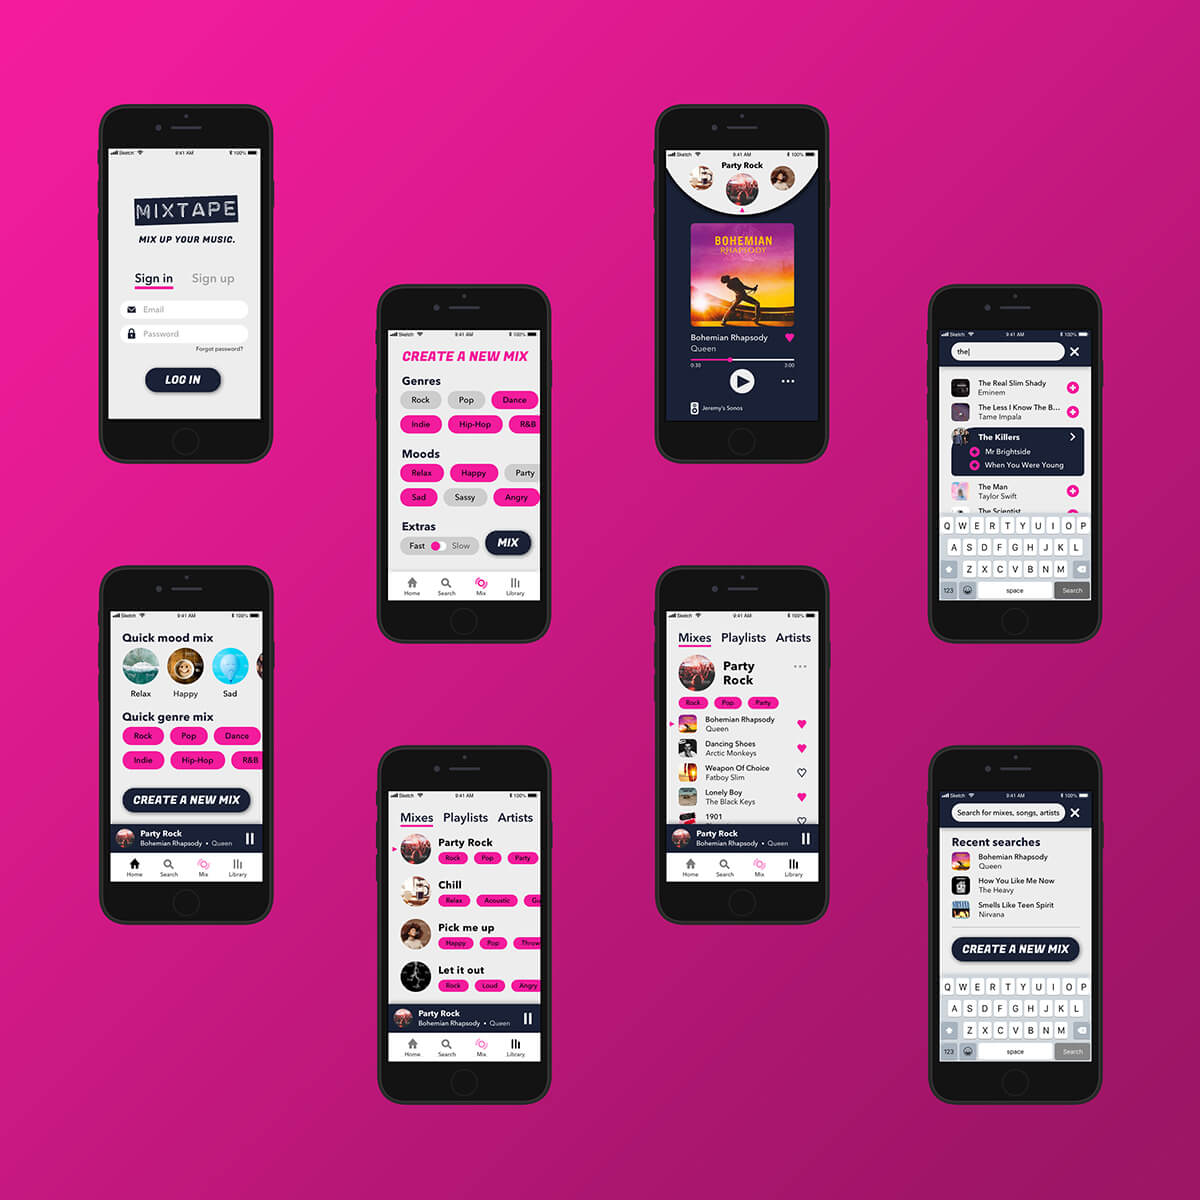 Sketch 9:41 AM 100%
MIXTAPE
MIX UP YOUR MUSIC.
Sign in Sign up
Email
Password
Forgot password?
LOG IN
Sketch 9:41 AM 100%
CREATE A NEW MIX
Genres
Rock Pop Dance
Indie Hip-Hop R&B
Moods
Relax Happy Party
Sad Sassy Angry
Extras
Fast Slow
MIX
Home Search Mix Library
Sketch 9:41 AM 100%
Party Rock
BOHEMIAN
RHAPSODY
Bohemian Rhapsody
Queen
0:30 3:00
Jeremy's Sonos
Sketch 9:41 AM 100%
the
The Real Slim Shady
Eminem
The Less I Know The B...
Tame Impala
The Killers
Mr Brightside
When You Were Young
The Man
Taylor Swift
The Scientist
Q W E R T Y U I O P
A S D F G H J K L
Z X C V B N M
123 space Search
Sketch 9:41 AM 100%
Quick mood mix
Relax Happy Sad
Quick genre mix
Rock Pop Dance
Indie Hip-Hop R&B
CREATE A NEW MIX
Party Rock
Bohemian Rhapsody • Queen
Home Search Mix Library
Sketch 9:41 AM 100%
Mixes Playlists Artists
Party Rock
Rock Pop Party
Chill
Relax Acoustic
Pick me up
Happy Pop Throw
Let it out
Rock Loud Angry
Party Rock
Bohemian Rhapsody • Queen
Home Search Mix Library
Sketch 9:41 AM 100%
Mixes Playlists Artists
Party
Rock
Rock Pop Party
Bohemian Rhapsody
Queen
Dancing Shoes
Arctic Monkeys
Weapon Of Choice
Fatboy Slim
Lonely Boy
The Black Keys
1901
Party Rock
Bohemian Rhapsody • Queen
Home Search Mix Library
Sketch 9:41 AM 100%
Search for mixes, songs, artists
Recent searches
Bohemian Rhapsody
Queen
How You Like Me Now
The Heavy
Smells Like Teen Spirit
Nirvana
CREATE A NEW MIX
Q W E R T Y U I O P
A S D F G H J K L
Z X C V B N M
123 space Search